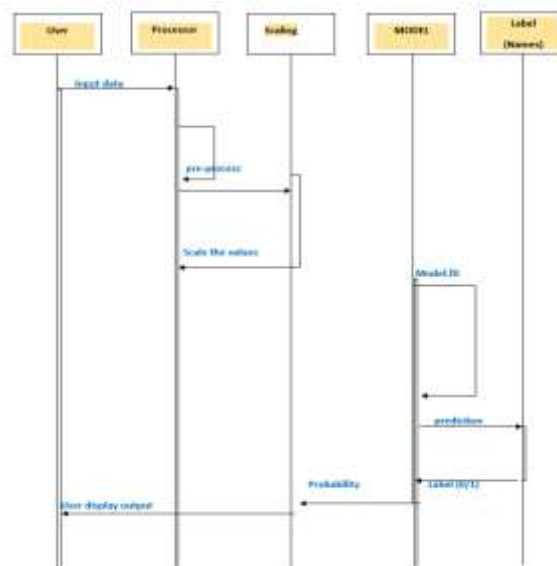 User
Processor
Scaling
MODEL
Label
(Names)
Input data
pre-process
Scale the values
Model.fit
prediction
Label (0/1)
Probability
User display output